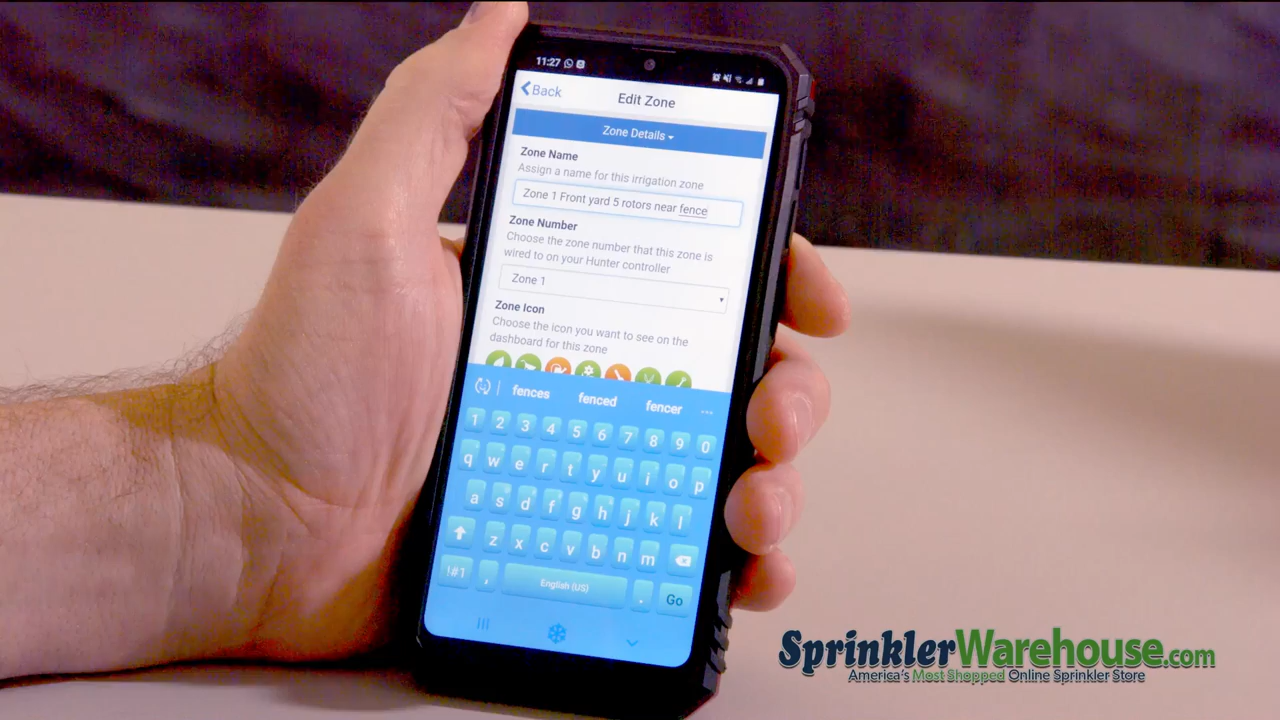 11:27
Back
Edit Zone
Zone Details
Zone Name
Assign a name for this irrigation zone
Zone 1 Front yard 5 rotors near fence
Zone Number
Choose the zone number that this zone is
wired to on your Hunter controller
Zone 1
Zone Icon
Choose the icon you want to see on the
dashboard for this zone
fences fenced fencer ...
1 2 3 4 5 6 7 8 9 0
q w e r t y u i o p
a s d f g h j k l
z x c v b n m
!#1 , English (US) . Go
SprinklerWarehouse.com
America's Most Shopped Online Sprinkler Store